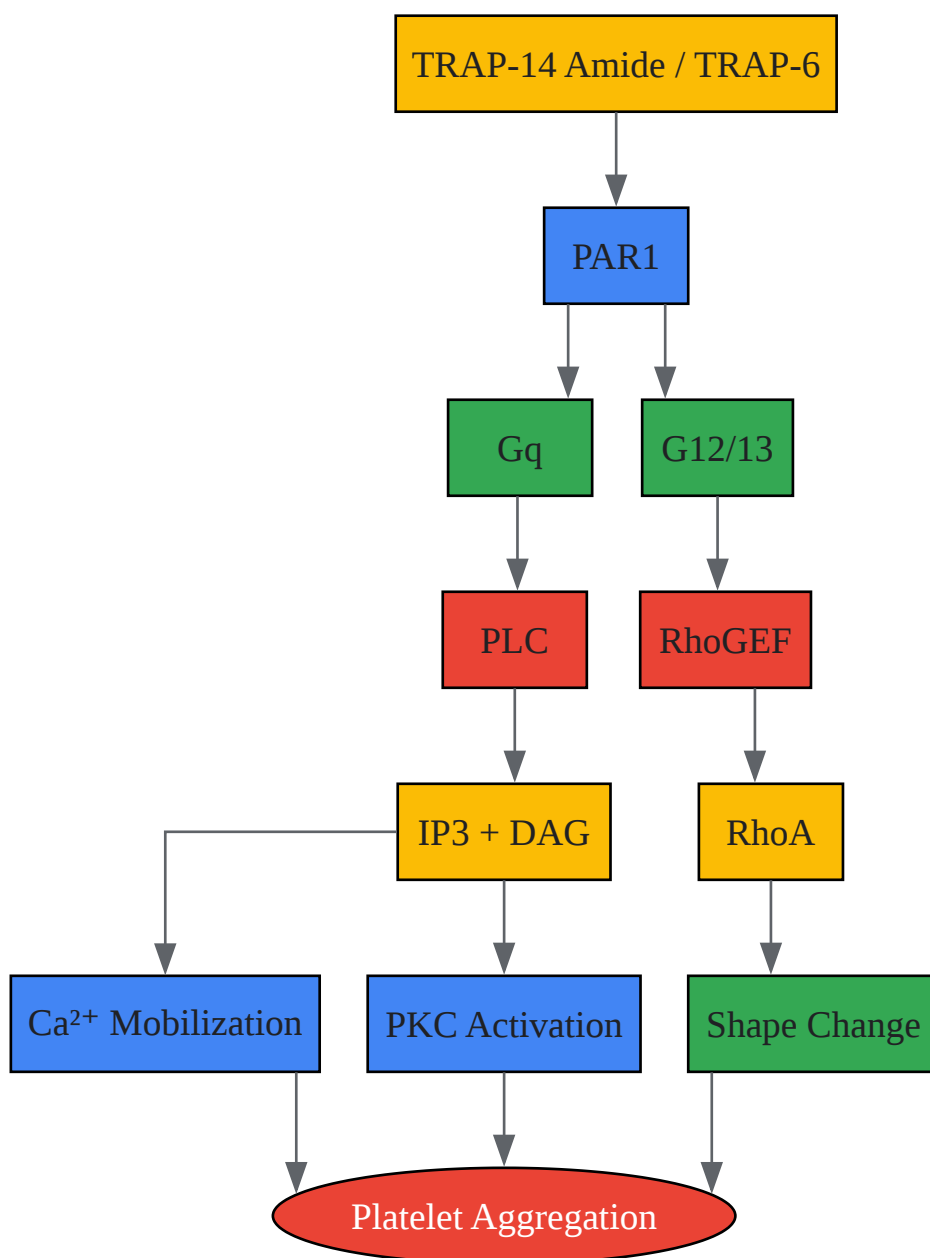 TRAP-14 Amide / TRAP-6
PAR1
Gq
G12/13
PLC
RhoGEF
IP3 + DAG
RhoA
Ca²⁺ Mobilization
PKC Activation
Shape Change
Platelet Aggregation